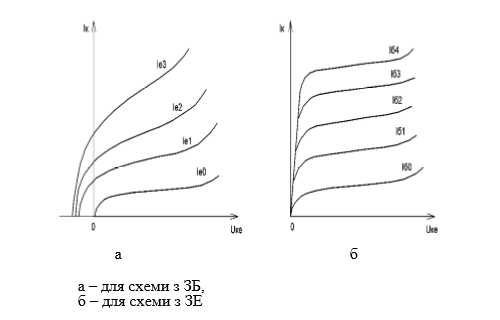 Iк
Iк
Iе3
Iе2
Iе1
Iе0
Iб4
Iб3
Iб2
Iб1
Iб0
0
Uке
0
Uке
а
б
а – для схеми з ЗБ,
б – для схеми з ЗЕ